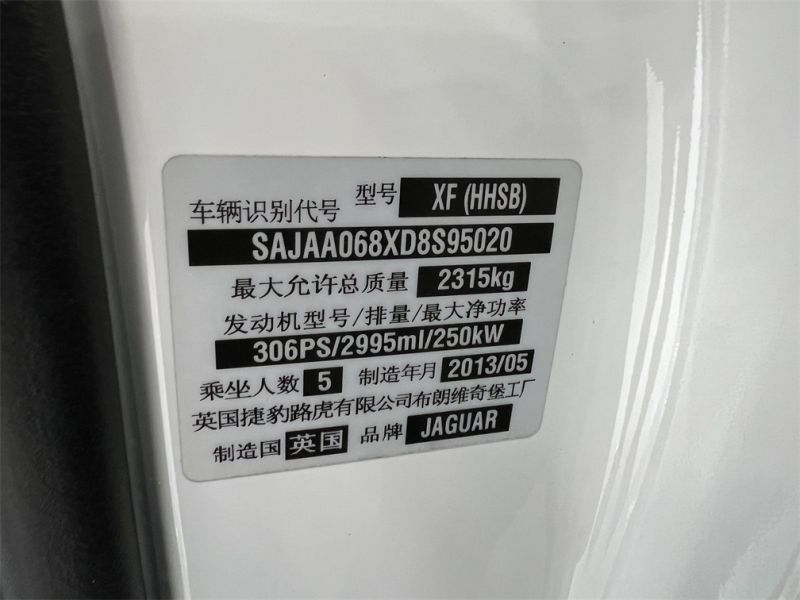 型号 XF (HHSB)
车辆识别代号
SAJAA068XD8S95020
最大允许总质量 2315kg
发动机型号/排量/最大净功率
306PS/2995ml/250kW
乘坐人数 5 制造年月 2013/05
英国捷豹路虎有限公司布朗维奇堡工厂
制造国 英国 品牌 JAGUAR